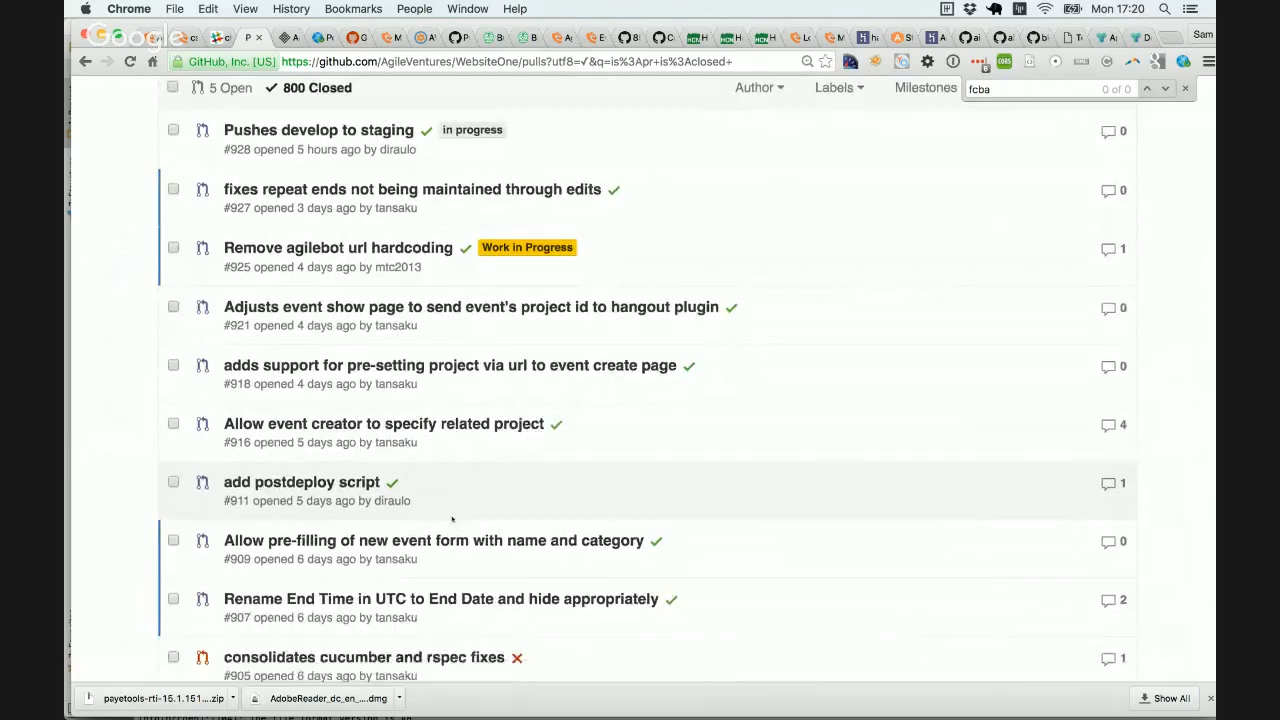 Chrome File Edit View History Bookmarks People Window Help Mon 17:20
Google
Sam
GitHub, Inc. [US] https://github.com/AgileVentures/WebsiteOne/pulls?utf8=✓&q=is%3Apr+is%3Aclosed+
5 Open 800 Closed Author Labels Milestones
fcba 0 of 0
Pushes develop to staging in progress 0
#928 opened 5 hours ago by diraulo
fixes repeat ends not being maintained through edits 0
#927 opened 3 days ago by tansaku
Remove agilebot url hardcoding Work in Progress 1
#925 opened 4 days ago by mtc2013
Adjusts event show page to send event's project id to hangout plugin 0
#921 opened 4 days ago by tansaku
adds support for pre-setting project via url to event create page 0
#918 opened 4 days ago by tansaku
Allow event creator to specify related project 4
#916 opened 5 days ago by tansaku
add postdeploy script 1
#911 opened 5 days ago by diraulo
Allow pre-filling of new event form with name and category 0
#909 opened 6 days ago by tansaku
Rename End Time in UTC to End Date and hide appropriately 2
#907 opened 6 days ago by tansaku
consolidates cucumber and rspec fixes 1
#905 opened 6 days ago by tansaku
payetools-rti-15.1.151....zip AdobeReader_dc_en_....dmg Show All